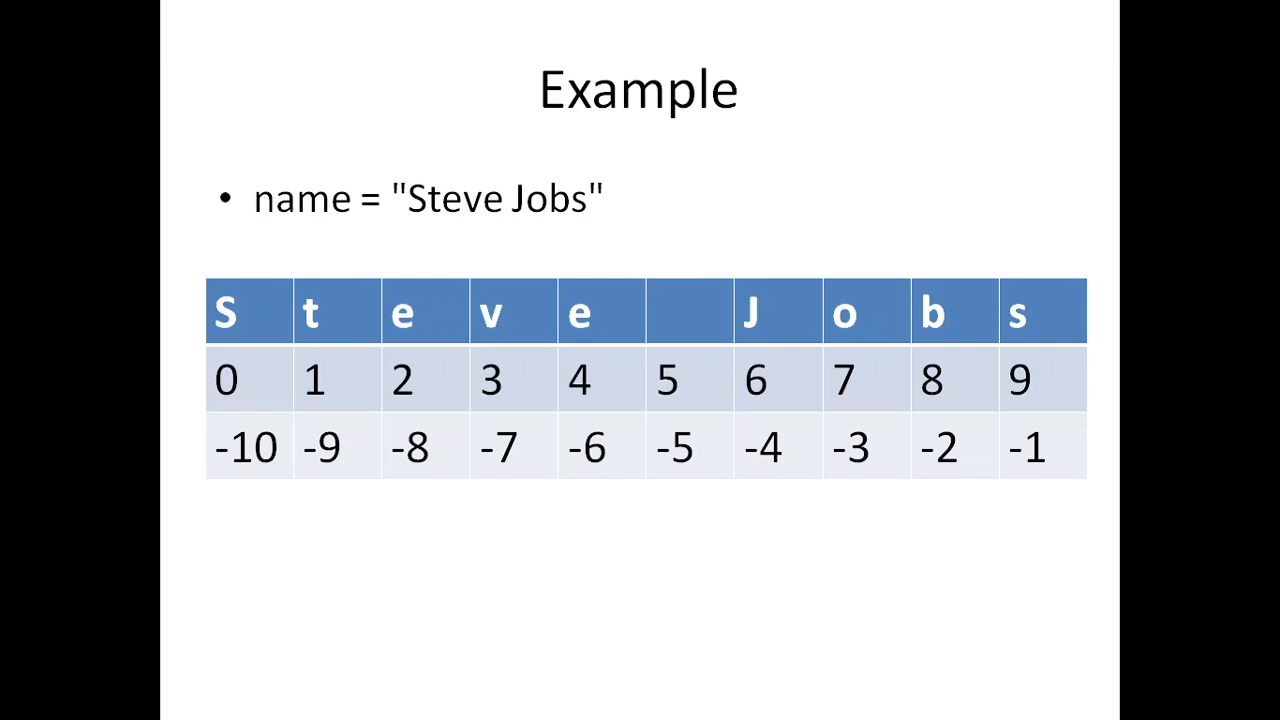 Example
• name = "Steve Jobs"
S t e v e J o b s
0 1 2 3 4 5 6 7 8 9
-10 -9 -8 -7 -6 -5 -4 -3 -2 -1